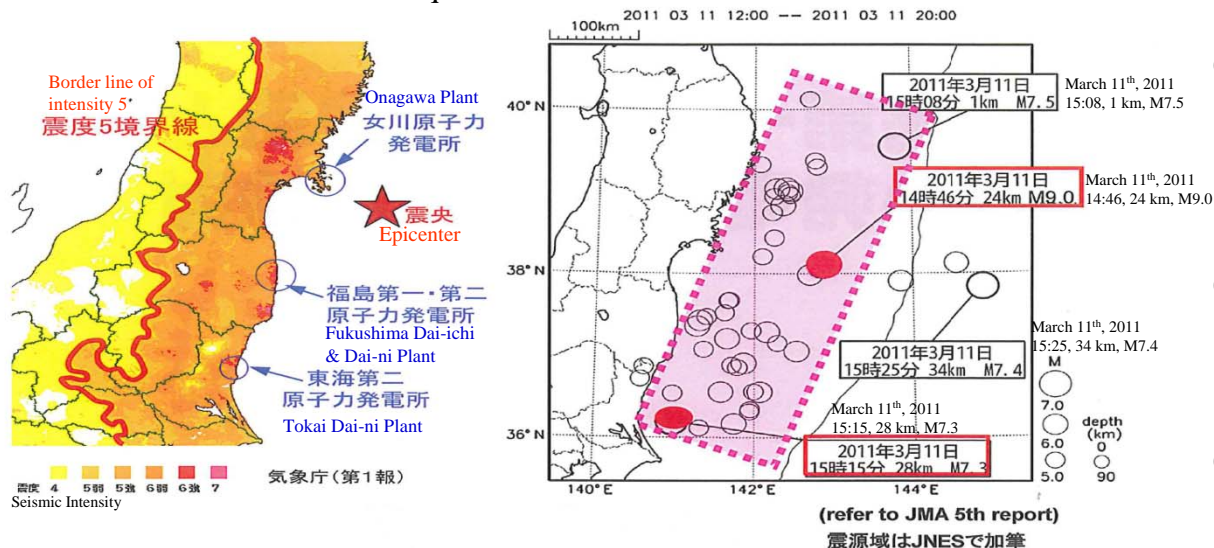 Border line of
intensity 5
震度5境界線
Onagawa Plant
女川原子力
発電所
震央
Epicenter
福島第一・第二
原子力発電所
Fukushima Dai-ichi
& Dai-ni Plant
東海第二
原子力発電所
Tokai Dai-ni Plant
震度 4 5弱 5強 6弱 6強 7
Seismic Intensity
気象庁(第1報)
2011 03 11 12:00 -- 2011 03 11 20:00
100km
40°N
38°N
36°N
140°E 142°E 144°E
2011年3月11日
15時08分 1km M7.5
March 11th, 2011
15:08, 1 km, M7.5
2011年3月11日
14時46分 24km M9.0
March 11th, 2011
14:46, 24 km, M9.0
March 11th, 2011
15:25, 34 km, M7.4
2011年3月11日
15時25分 34km M7.4
March 11th, 2011
15:15, 28 km, M7.3
2011年3月11日
15時15分 28km M7.3
M
7.0
6.0
5.0
depth
(km)
0
90
(refer to JMA 5th report)
震源域はJNESで加筆